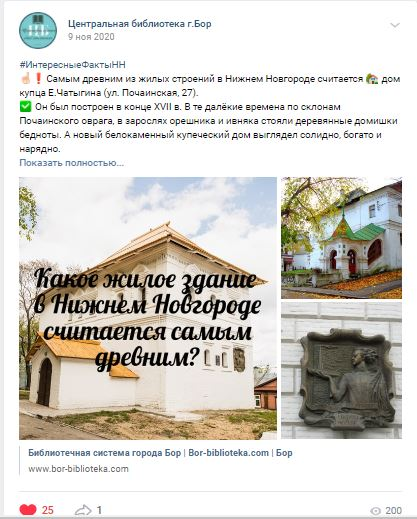 Центральная библиотека г.Бор
9 ноя 2020
#ИнтересныеФактыНН
☝🏻❗ Самым древним из жилых строений в Нижнем Новгороде считается 🏡 дом
купца Е.Чатыгина (ул. Почаинская, 27).
✅ Он был построен в конце XVII в. В те далёкие времена по склонам
Почаинского оврага, в зарослях орешника и ивняка стояли деревянные домишки
бедноты. А новый белокаменный купеческий дом выглядел солидно, богато и
нарядно.
Показать полностью...
Какое жилое здание
в Нижнем Новгороде
считается самым
древним?
Библиотечная система города Бор | Bor-biblioteka.com | Бор
www.bor-biblioteka.com
25
1
200